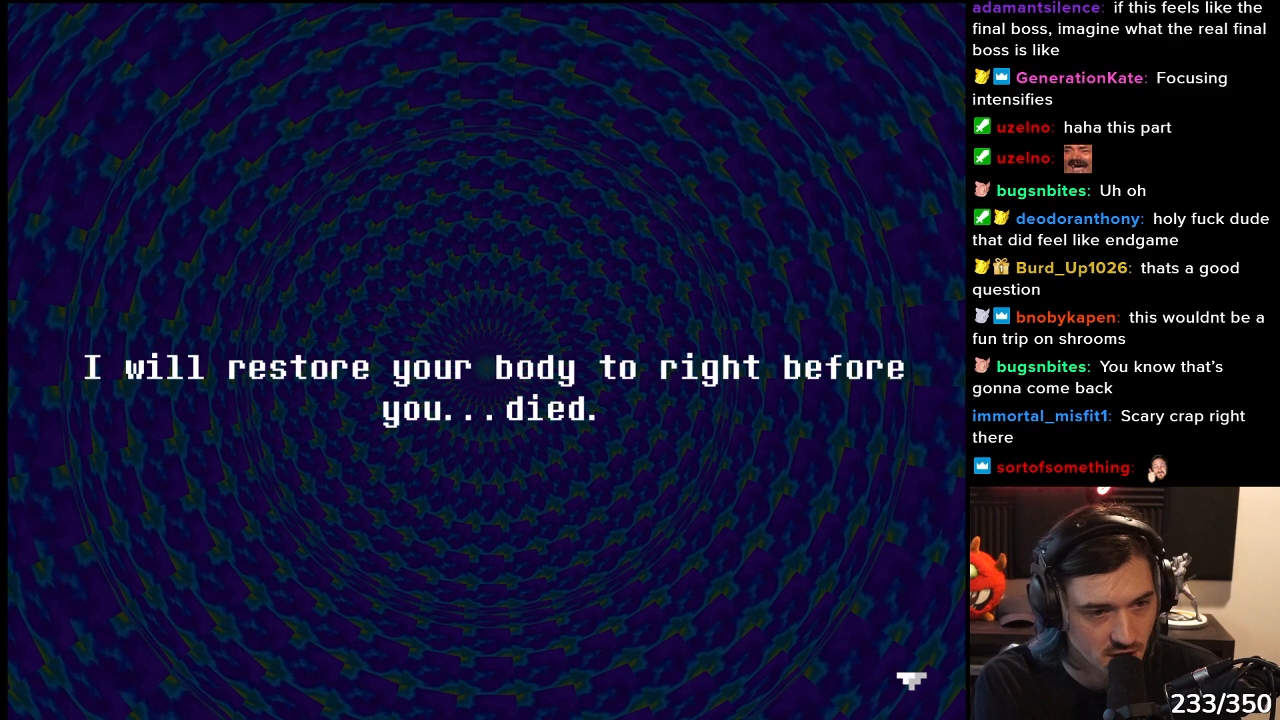 I will restore your body to right before
you...died.
adamantsilence: if this feels like the
final boss, imagine what the real final
boss is like
GenerationKate: Focusing
intensifies
uzelno: haha this part
uzelno:
bugsnbites: Uh oh
deodoranthony: holy fuck dude
that did feel like endgame
Burd_Up1026: thats a good
question
bnobykapen: this wouldnt be a
fun trip on shrooms
bugsnbites: You know that’s
gonna come back
immortal_misfit1: Scary crap right
there
sortofsomething:
233/350